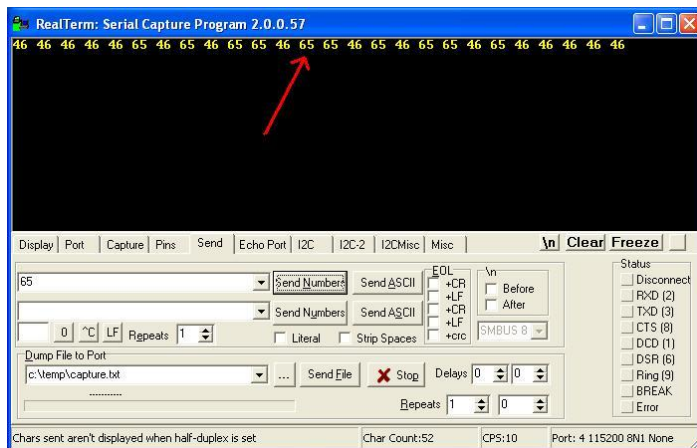 RealTerm: Serial Capture Program 2.0.0.57
46 46 46 46 46 65 46 65 46 65 65 46 65 65 46 46 65 46 65 65 46 65 46 46 46 46 46
Display Port Capture Pins Send Echo Port I2C I2C-2 I2CMisc Misc \n Clear Freeze
65 Send Numbers Send ASCII
Send Numbers Send ASCII
0 ^C LF Repeats 1 Literal Strip Spaces
EOL
+CR
+LF
+CR
+LF
+crc
\n
Before
After
SMBUS 8
Dump File to Port
c:\temp\capture.txt ... Send File Stop Delays 0 0
Repeats 1 0
Status
Disconnect
RXD (2)
TXD (3)
CTS (8)
DCD (1)
DSR (6)
Ring (9)
BREAK
Error
Chars sent aren't displayed when half-duplex is set Char Count:52 CPS:10 Port: 4 115200 8N1 None